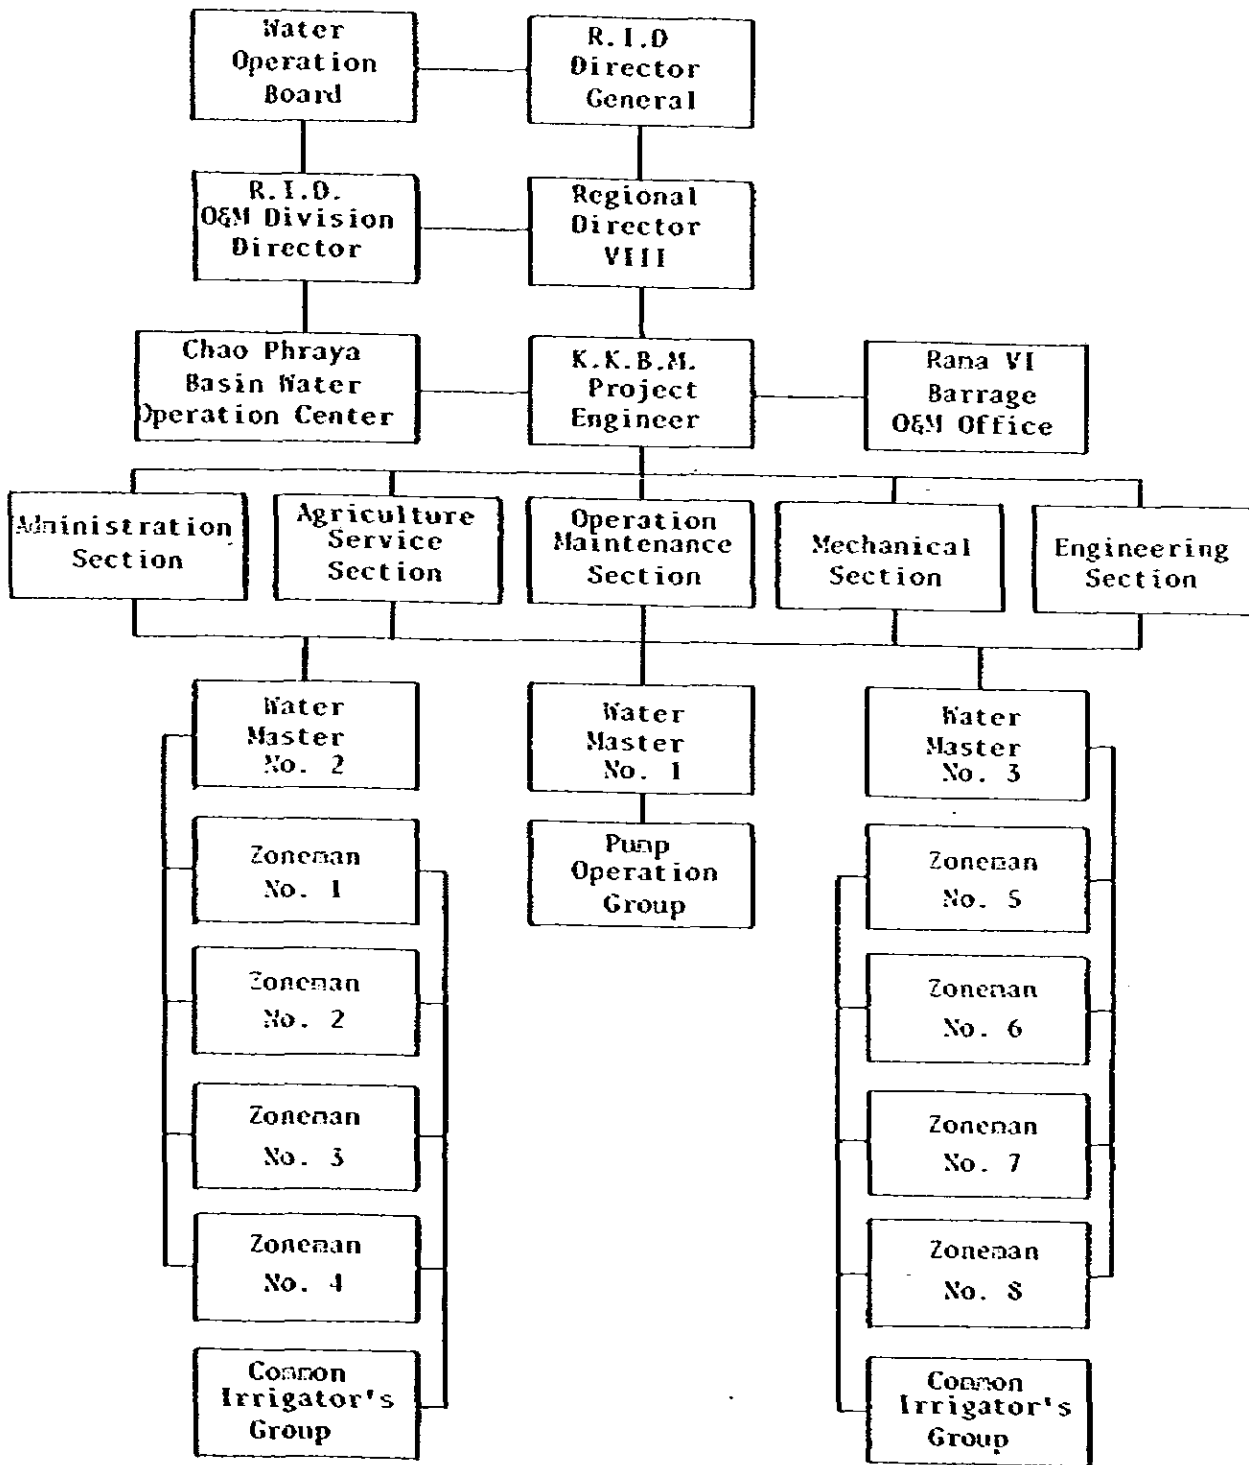 Water
Operation
Board
R.I.D
Director
General
R.I.D.
O&M Division
Director
Regional
Director
VIII
Chao Phraya
Basin Water
Operation Center
K.K.B.M.
Project
Engineer
Rama VI
Barrage
O&M Office
Administration
Section
Agriculture
Service
Section
Operation
Maintenance
Section
Mechanical
Section
Engineering
Section
Water
Master
No. 2
Water
Master
No. 1
Water
Master
No. 3
Zoneman
No. 1
Zoneman
No. 2
Zoneman
No. 3
Zoneman
No. 4
Common
Irrigator's
Group
Pump
Operation
Group
Zoneman
No. 5
Zoneman
No. 6
Zoneman
No. 7
Zoneman
No. 8
Common
Irrigator's
Group